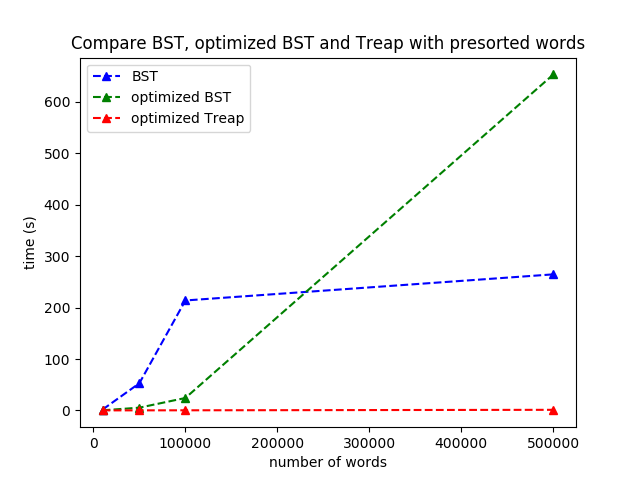 Compare BST, optimized BST and Treap with presorted words
BST
optimized BST
optimized Treap
time (s)
600
500
400
300
200
100
0
0 100000 200000 300000 400000 500000
number of words